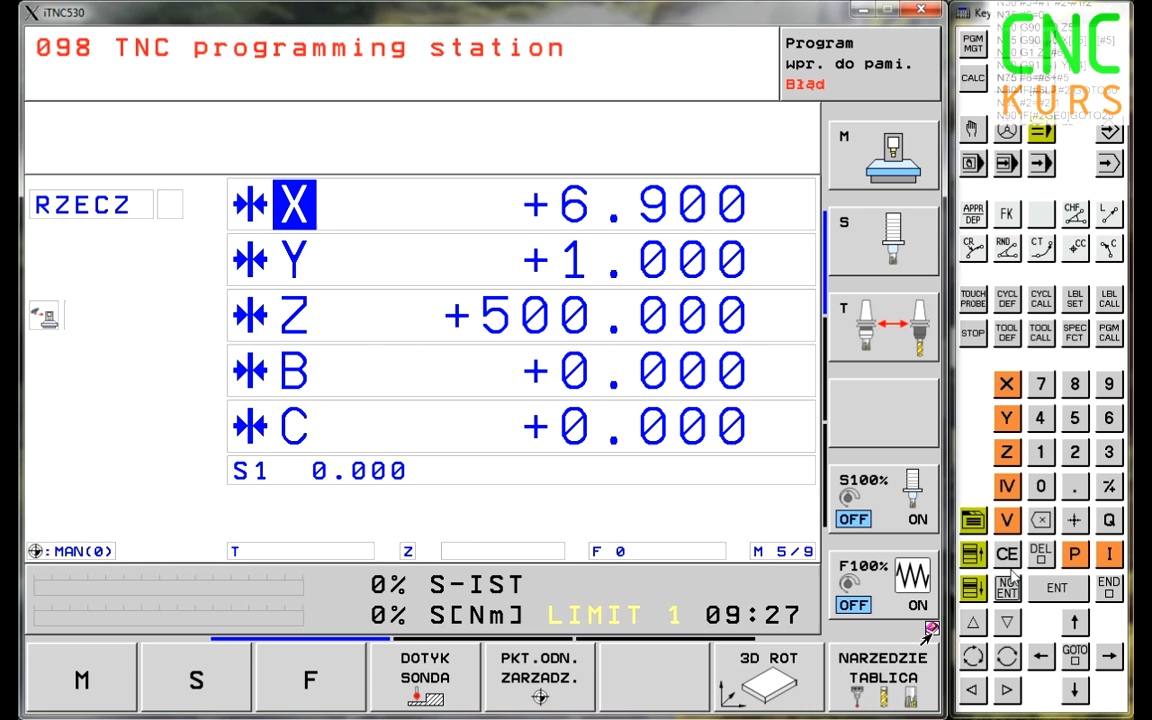 iTNC530
Key
098 TNC programming station
Program
wpr. do pami.
Błąd
CNC
KURS
PGM
MGT
CALC
RZECZ
X +6.900
Y +1.000
Z +500.000
B +0.000
C +0.000
S1 0.000
:MAN(0) T Z F 0 M 5/9
0% S-IST
0% S[Nm] LIMIT 1 09:27
M
S
T
S100%
OFF ON
F100%
OFF ON
M
S
F
DOTYK
SONDA
PKT.ODN.
ZARZADZ.
3D ROT
NARZEDZIE
TABLICA
APPR
DEP
FK
CHF
L
CR
RND
CT
CC
C
TOUCH
PROBE
CYCL
DEF
CYCL
CALL
LBL
SET
LBL
CALL
STOP
TOOL
DEF
TOOL
CALL
SPEC
FCT
PGM
CALL
X 7 8 9
Y 4 5 6
Z 1 2 3
IV 0 .
V Q
CE DEL P I
NO
ENT
ENT
END
GOTO